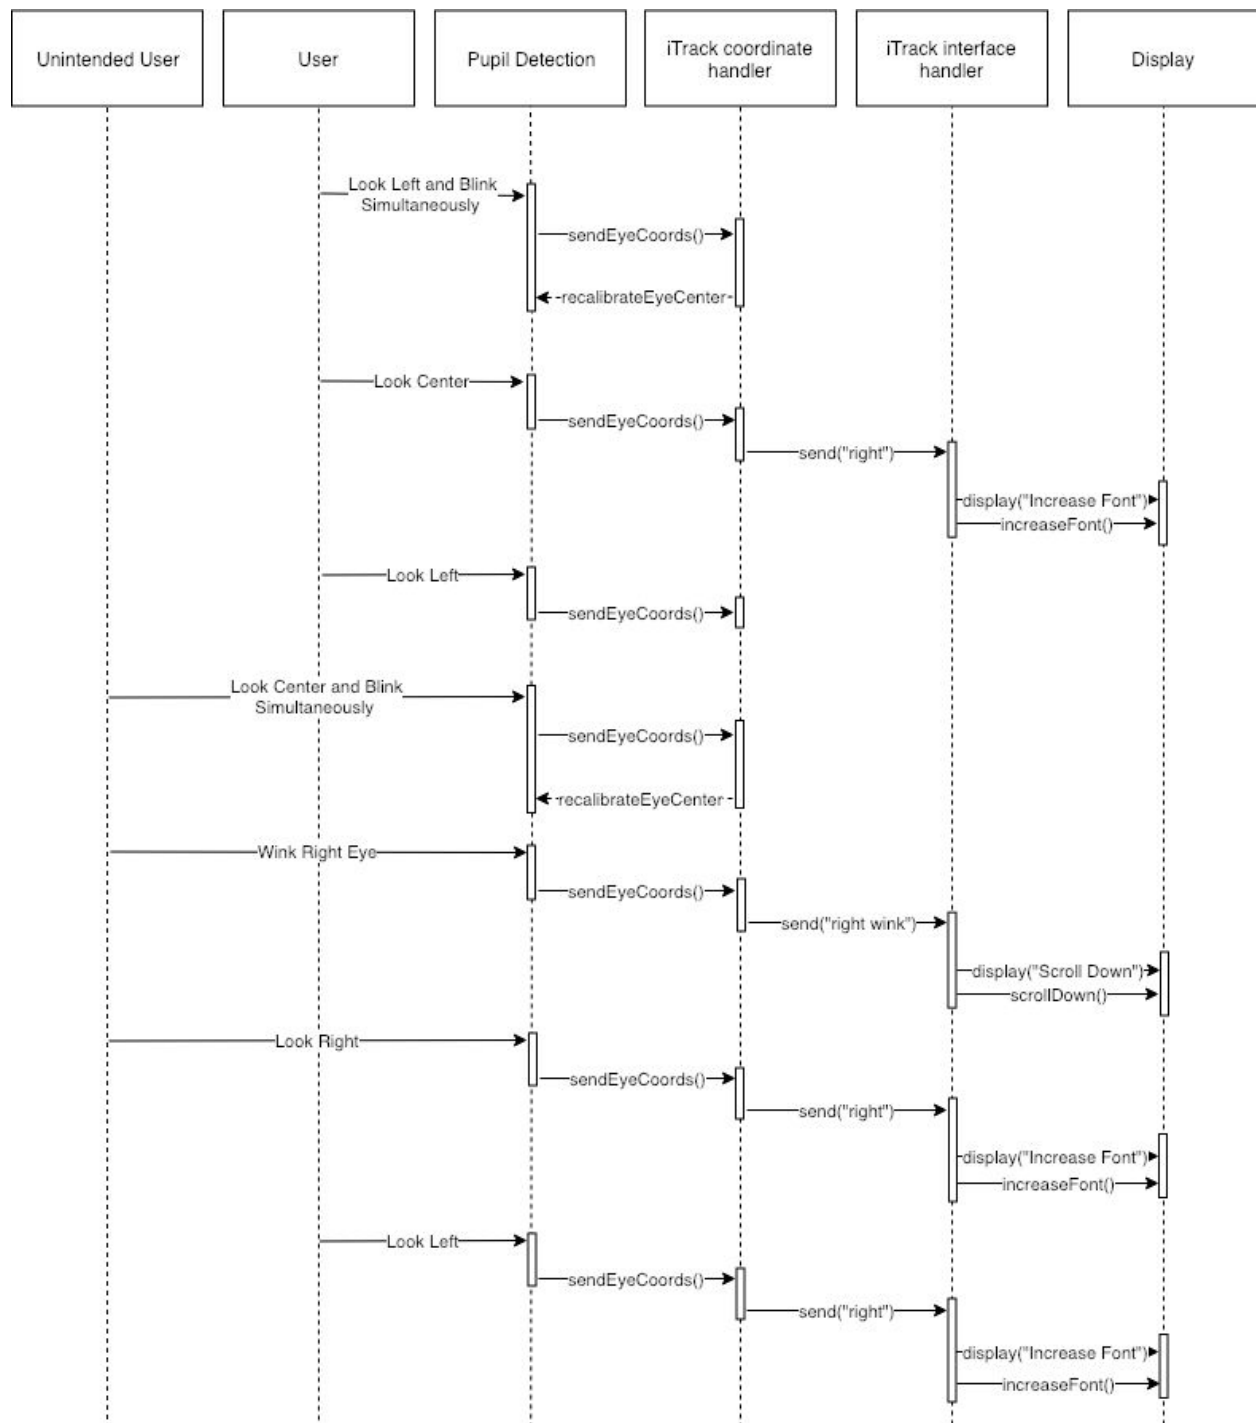 Unintended User
User
Pupil Detection
iTrack coordinate
handler
iTrack interface
handler
Display
Look Left and Blink
Simultaneously
sendEyeCoords()
recalibrateEyeCenter
Look Center
sendEyeCoords()
send("right")
display("Increase Font")
increaseFont()
Look Left
sendEyeCoords()
Look Center and Blink
Simultaneously
sendEyeCoords()
recalibrateEyeCenter
Wink Right Eye
sendEyeCoords()
send("right wink")
display("Scroll Down")
scrollDown()
Look Right
sendEyeCoords()
send("right")
display("Increase Font")
increaseFont()
Look Left
sendEyeCoords()
send("right")
display("Increase Font")
increaseFont()